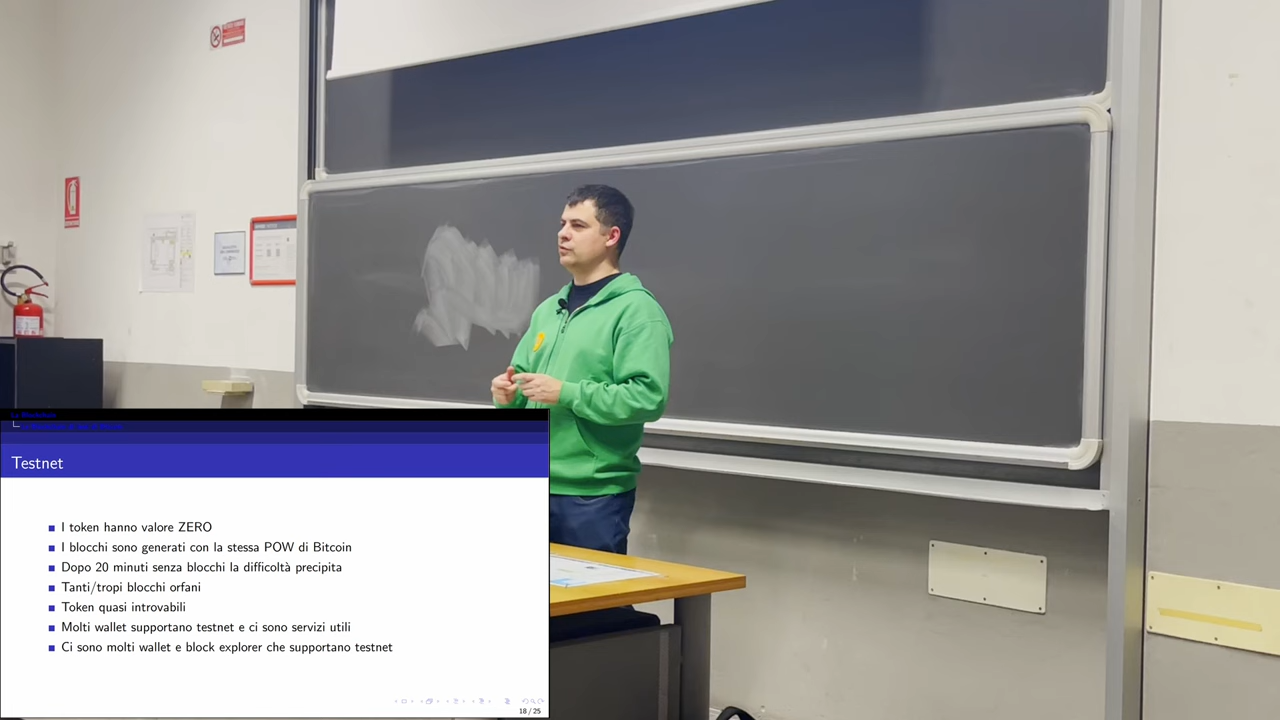 La Blockchain
Testnet
I token hanno valore ZERO
I blocchi sono generati con la stessa POW di Bitcoin
Dopo 20 minuti senza blocchi la difficoltà precipita
Tanti/tropi blocchi orfani
Token quasi introvabili
Molti wallet supportano testnet e ci sono servizi utili
Ci sono molti wallet e block explorer che supportano testnet
18 / 25